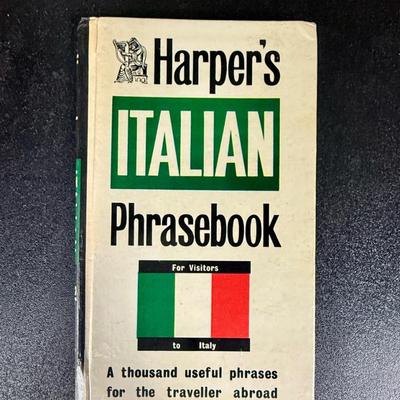 Harper's
ITALIAN
Phrasebook
For Visitors
to Italy
A thousand useful phrases
for the traveller abroad